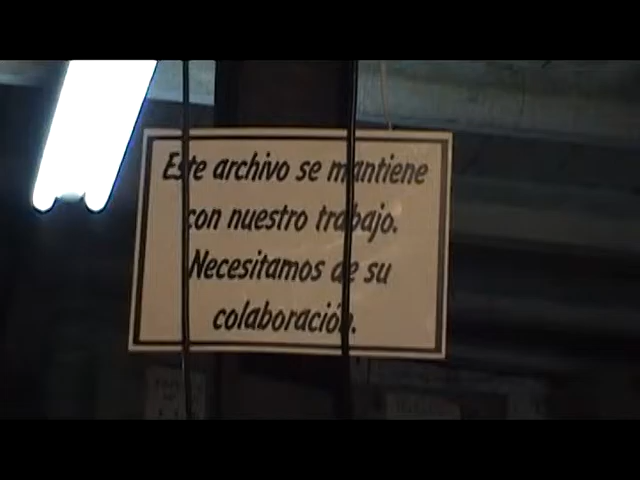 Este archivo se mantiene
con nuestro trabajo.
Necesitamos de su
colaboración.